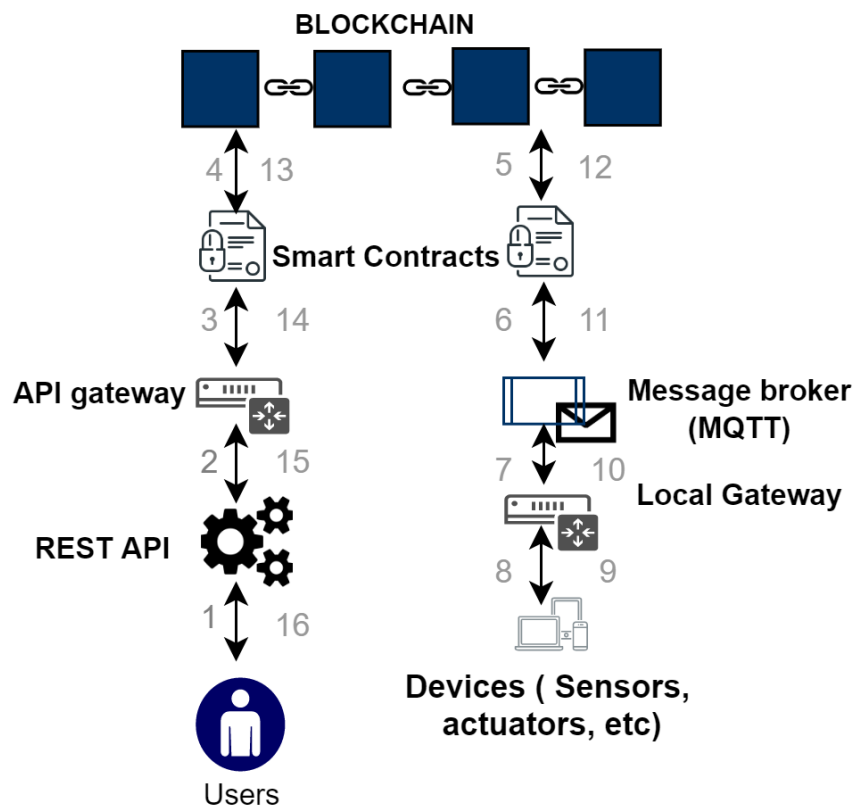 BLOCKCHAIN
4 13
5 12
Smart Contracts
3 14
6 11
API gateway
Message broker
(MQTT)
2 15
7 10
Local Gateway
REST API
8 9
1 16
Devices ( Sensors,
actuators, etc)
Users